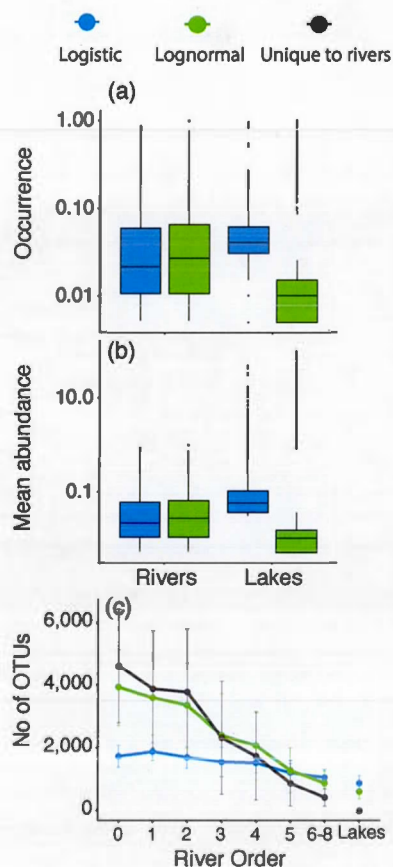 Logistic Lognormal Unique to rivers
(a)
Occurrence
1.00
0.10
0.01
(b)
Mean abundance
10.0
0.1
Rivers Lakes
(c)
No of OTUs
6,000
4,000
2,000
0
0 1 2 3 4 5 6-8 Lakes
River Order